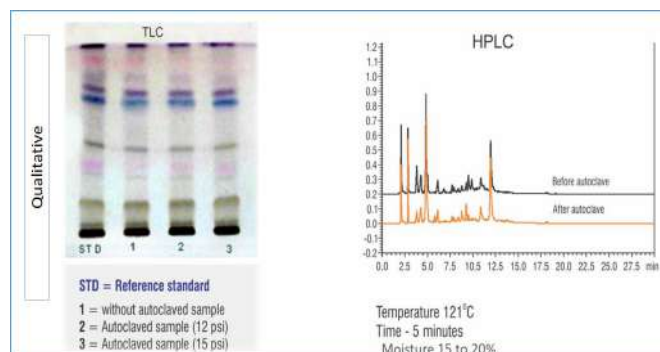 Qualitative
TLC
STD 1 2 3
STD = Reference standard
1 = without autoclaved sample
2 = Autoclaved sample (12 psi)
3 = Autoclaved sample (15 psi)
HPLC
1.2
1.1
1.0
0.9
0.8
0.7
0.6
0.5
0.4
0.3
0.2
0.1
0.0
-0.1
-0.2
Before autoclave
After autoclave
0.0 2.5 5.0 7.5 10.0 12.5 15.0 17.5 20.0 22.5 25.0 27.5 min
Temperature 121°C
Time - 5 minutes
Moisture 15 to 20%